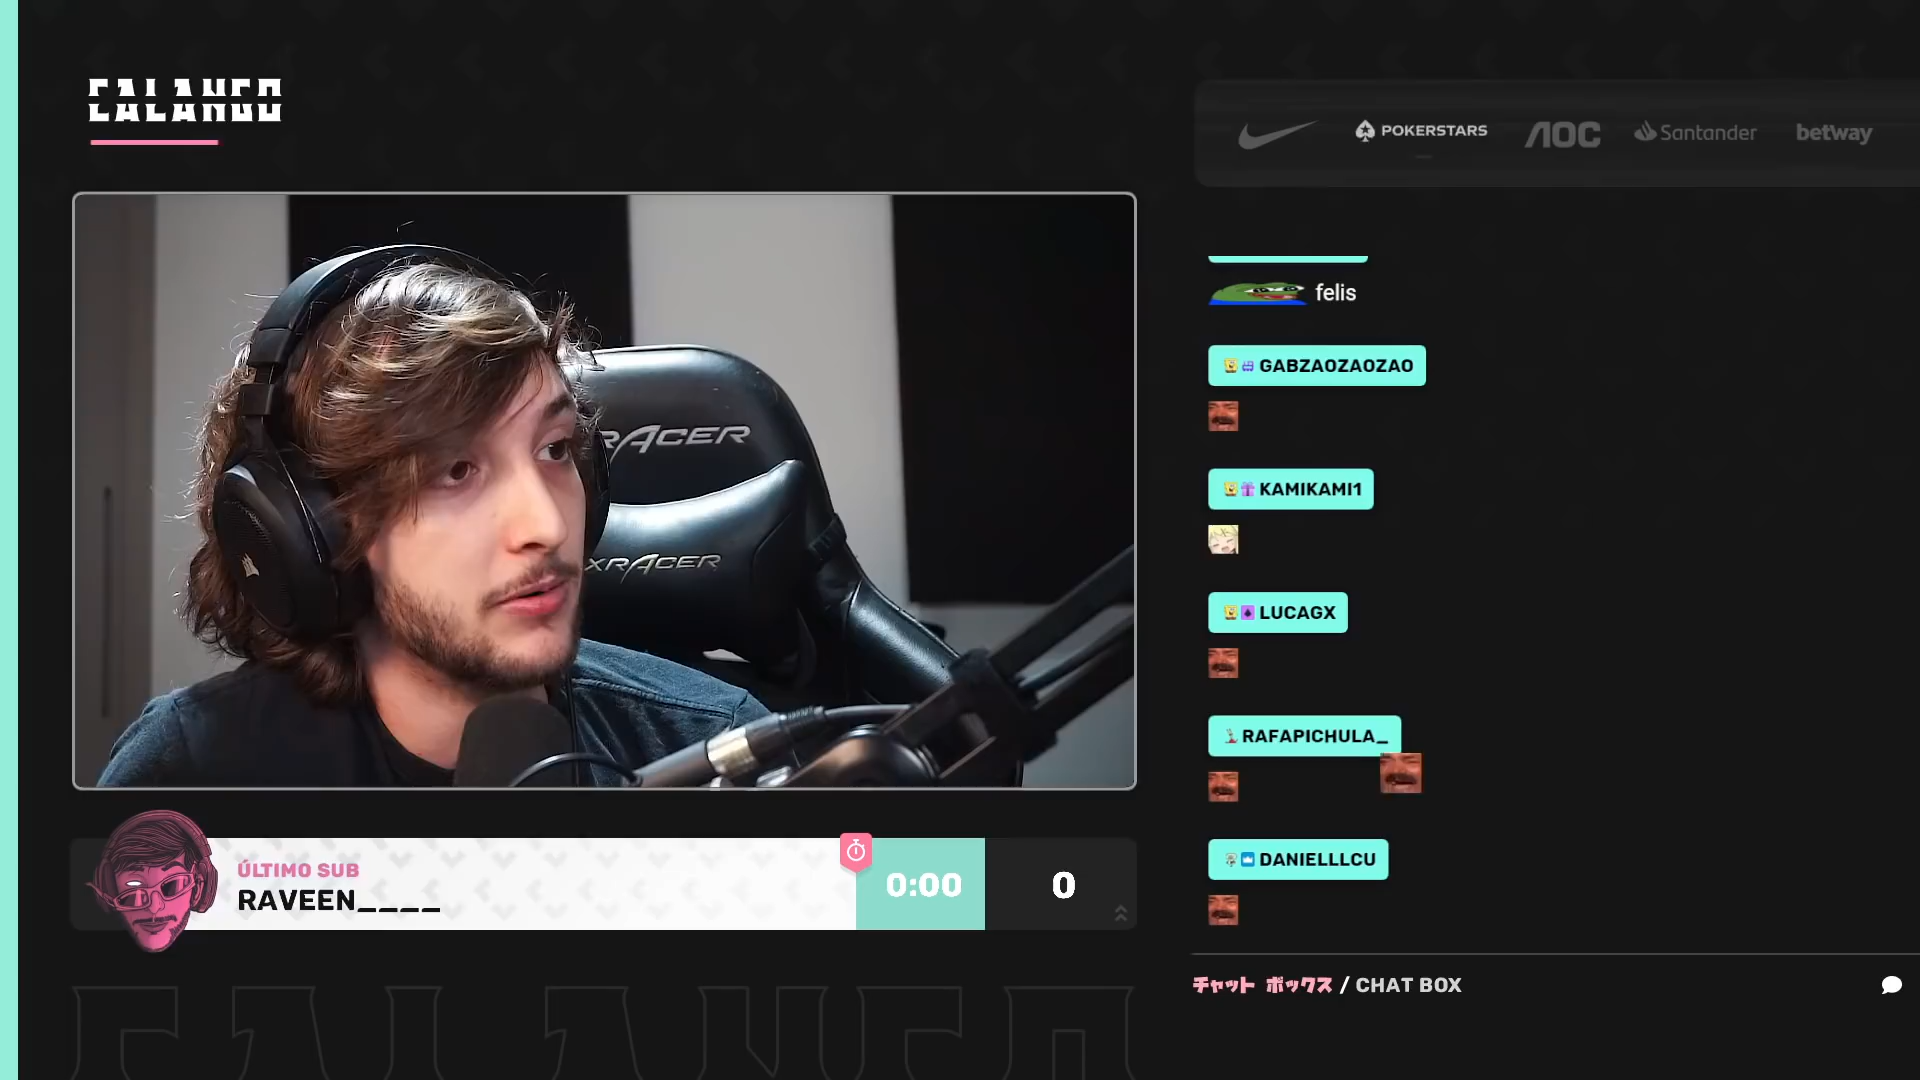 CALANGO
POKERSTARS
AOC
Santander
betway
felis
GABZAOZAOZAO
KAMIKAMI1
LUCAGX
RAFAPICHULA_
DANIELLLCU
RACER
XRACER
ÚLTIMO SUB
RAVEEN____
0:00
0
チャット ボックス / CHAT BOX
CALANGO